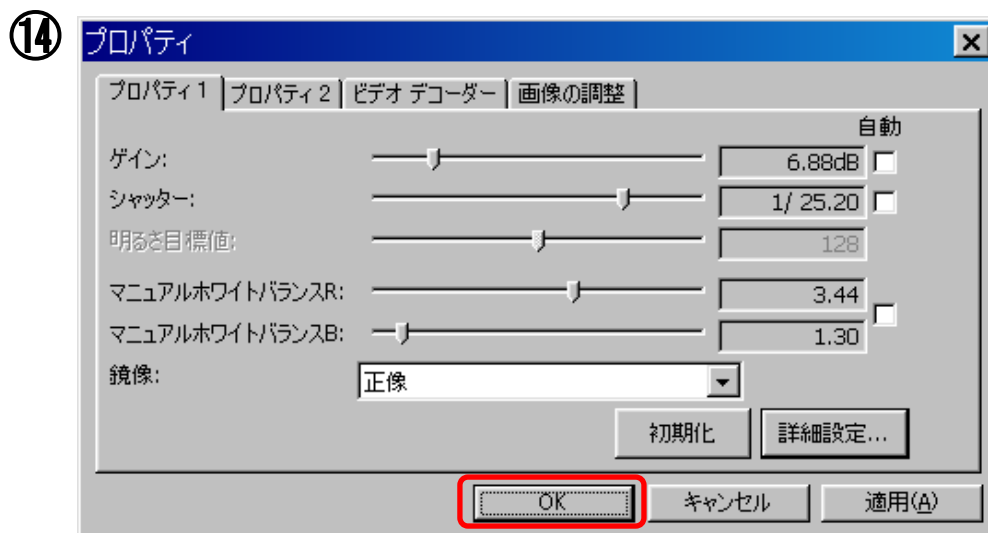 ⑭
プロパティ
プロパティ1 プロパティ2 ビデオ デコーダー 画像の調整
自動
ゲイン: 6.88dB
シャッター: 1/ 25.20
明るさ目標値: 128
マニュアルホワイトバランスR: 3.44
マニュアルホワイトバランスB: 1.30
鏡像: 正像
初期化 詳細設定...
OK キャンセル 適用(A)